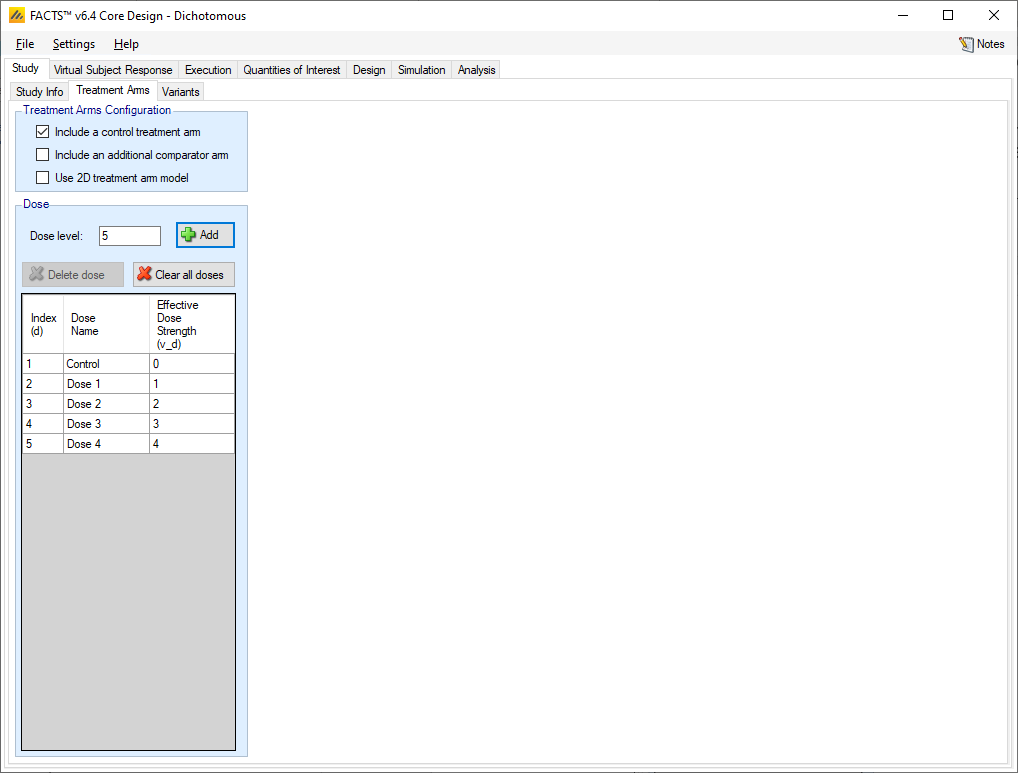 FACTS™ v6.4 Core Design - Dichotomous
File Settings Help Notes
Study Virtual Subject Response Execution Quantities of Interest Design Simulation Analysis
Study Info Treatment Arms Variants
Treatment Arms Configuration
Include a control treatment arm
Include an additional comparator arm
Use 2D treatment arm model
Dose
Dose level: 5 Add
Delete dose Clear all doses
Index (d) Dose Name Effective Dose Strength (v_d)
1 Control 0
2 Dose 1 1
3 Dose 2 2
4 Dose 3 3
5 Dose 4 4